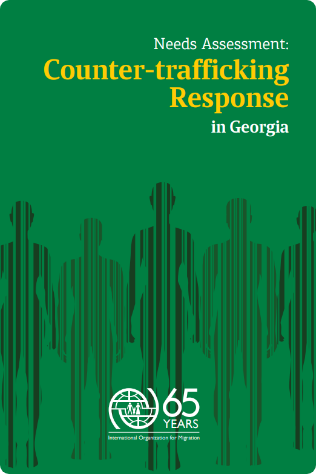 Needs Assessment:
Counter-trafficking
Response
in Georgia
65
YEARS
International Organization for Migration